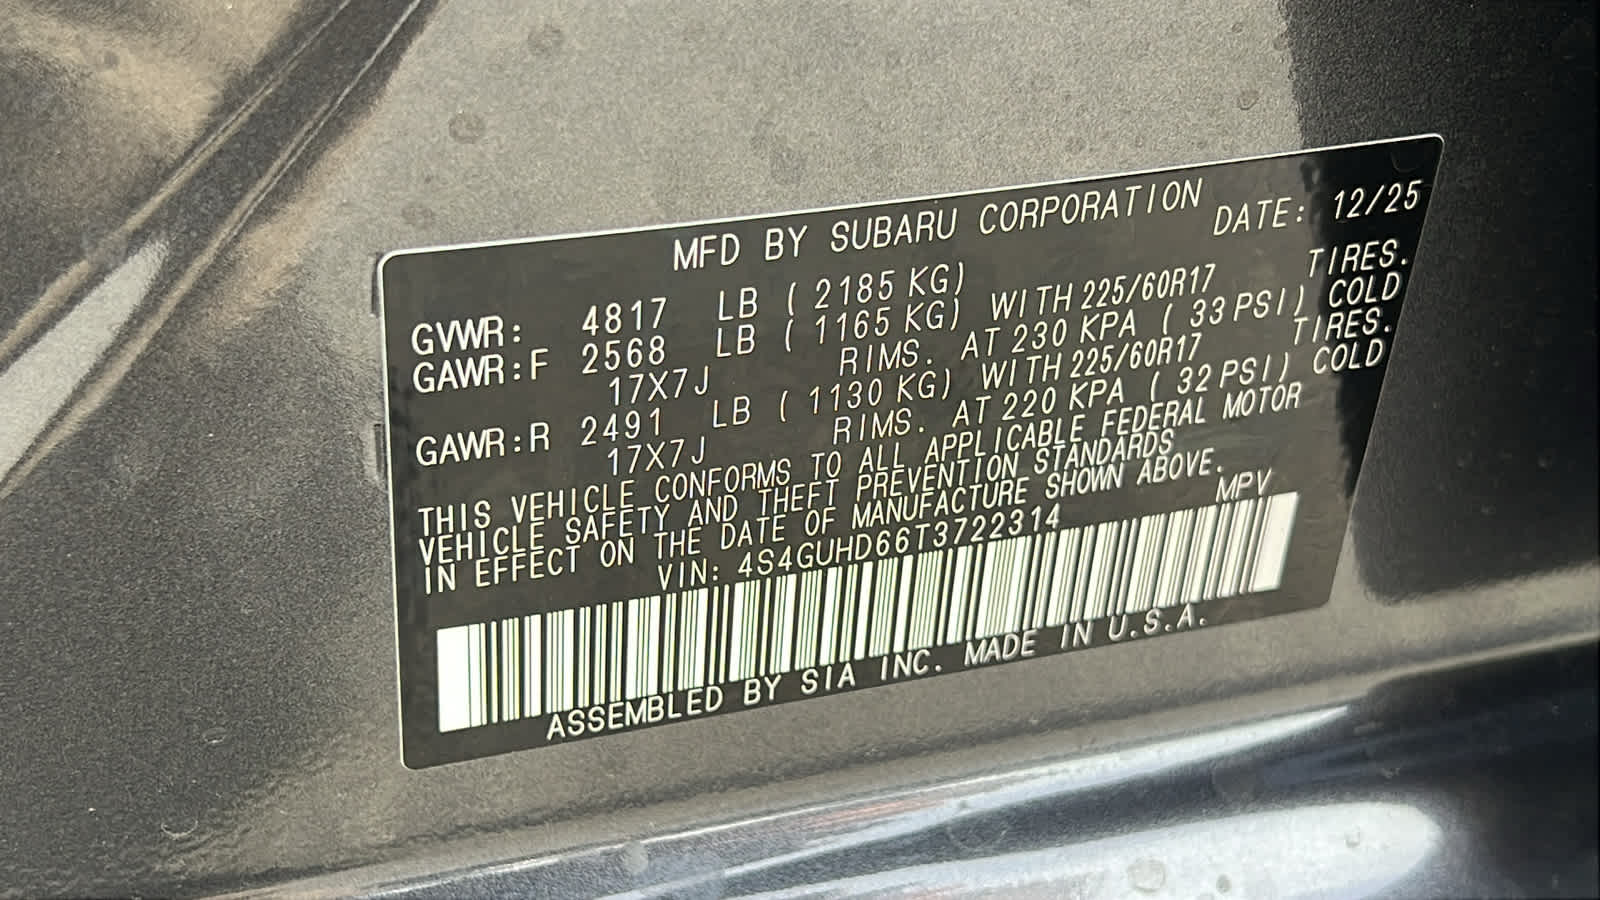 MFD BY SUBARU CORPORATION DATE: 12/25
GVWR: 4817 LB ( 2185 KG)
GAWR:F 2568 LB ( 1165 KG) WITH 225/60R17 TIRES.
17X7J RIMS. AT 230 KPA ( 33 PSI) COLD
GAWR:R 2491 LB ( 1130 KG) WITH 225/60R17 TIRES.
17X7J RIMS. AT 220 KPA ( 32 PSI) COLD
THIS VEHICLE CONFORMS TO ALL APPLICABLE FEDERAL MOTOR
VEHICLE SAFETY AND THEFT PREVENTION STANDARDS
IN EFFECT ON THE DATE OF MANUFACTURE SHOWN ABOVE.
VIN: 4S4GUHD66T3722314 MPV
ASSEMBLED BY SIA INC. MADE IN U.S.A.